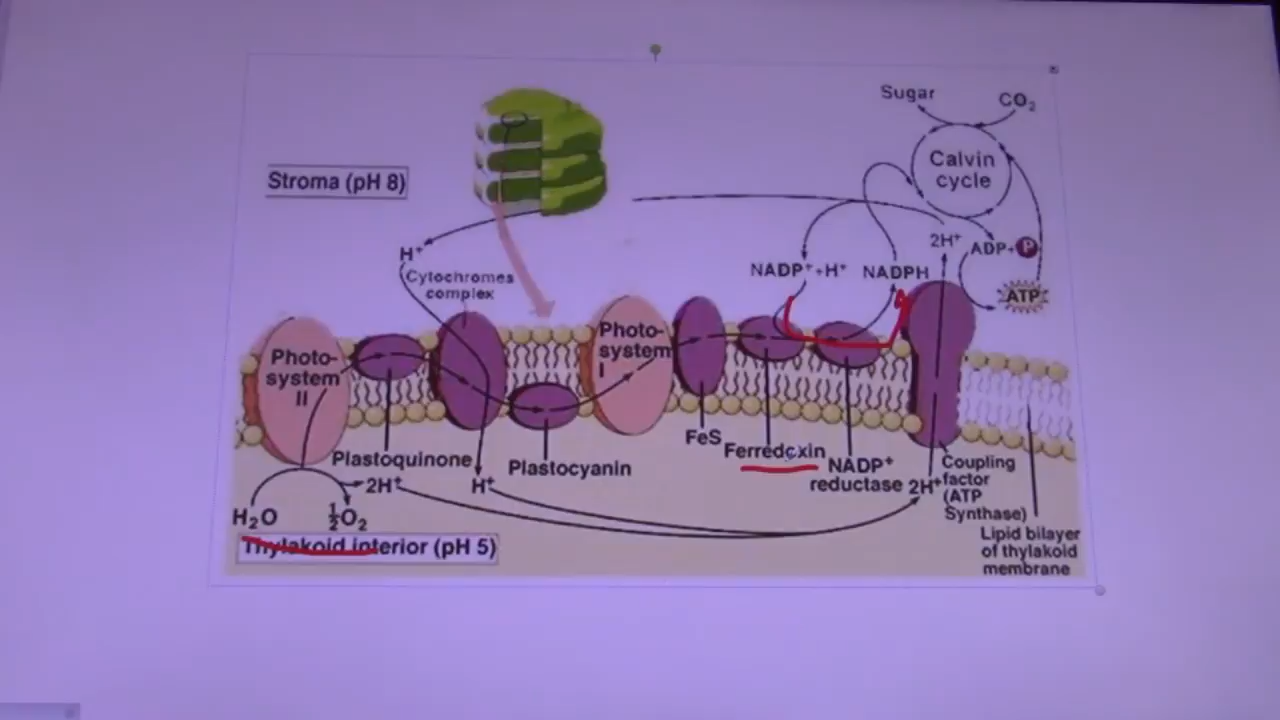 Sugar
CO₂
Calvin
cycle
Stroma (pH 8)
H⁺
2H⁺
ADP+P
Cytochromes
complex
NADP⁺+H⁺
NADPH
ATP
Photo-
system
II
Photo-
system
I
Plastoquinone
Plastocyanin
FeS
Ferredoxin
NADP⁺
reductase
Coupling
factor
(ATP
Synthase)
2H⁺
H⁺
2H⁺
H₂O
½O₂
Thylakoid interior (pH 5)
Lipid bilayer
of thylakoid
membrane